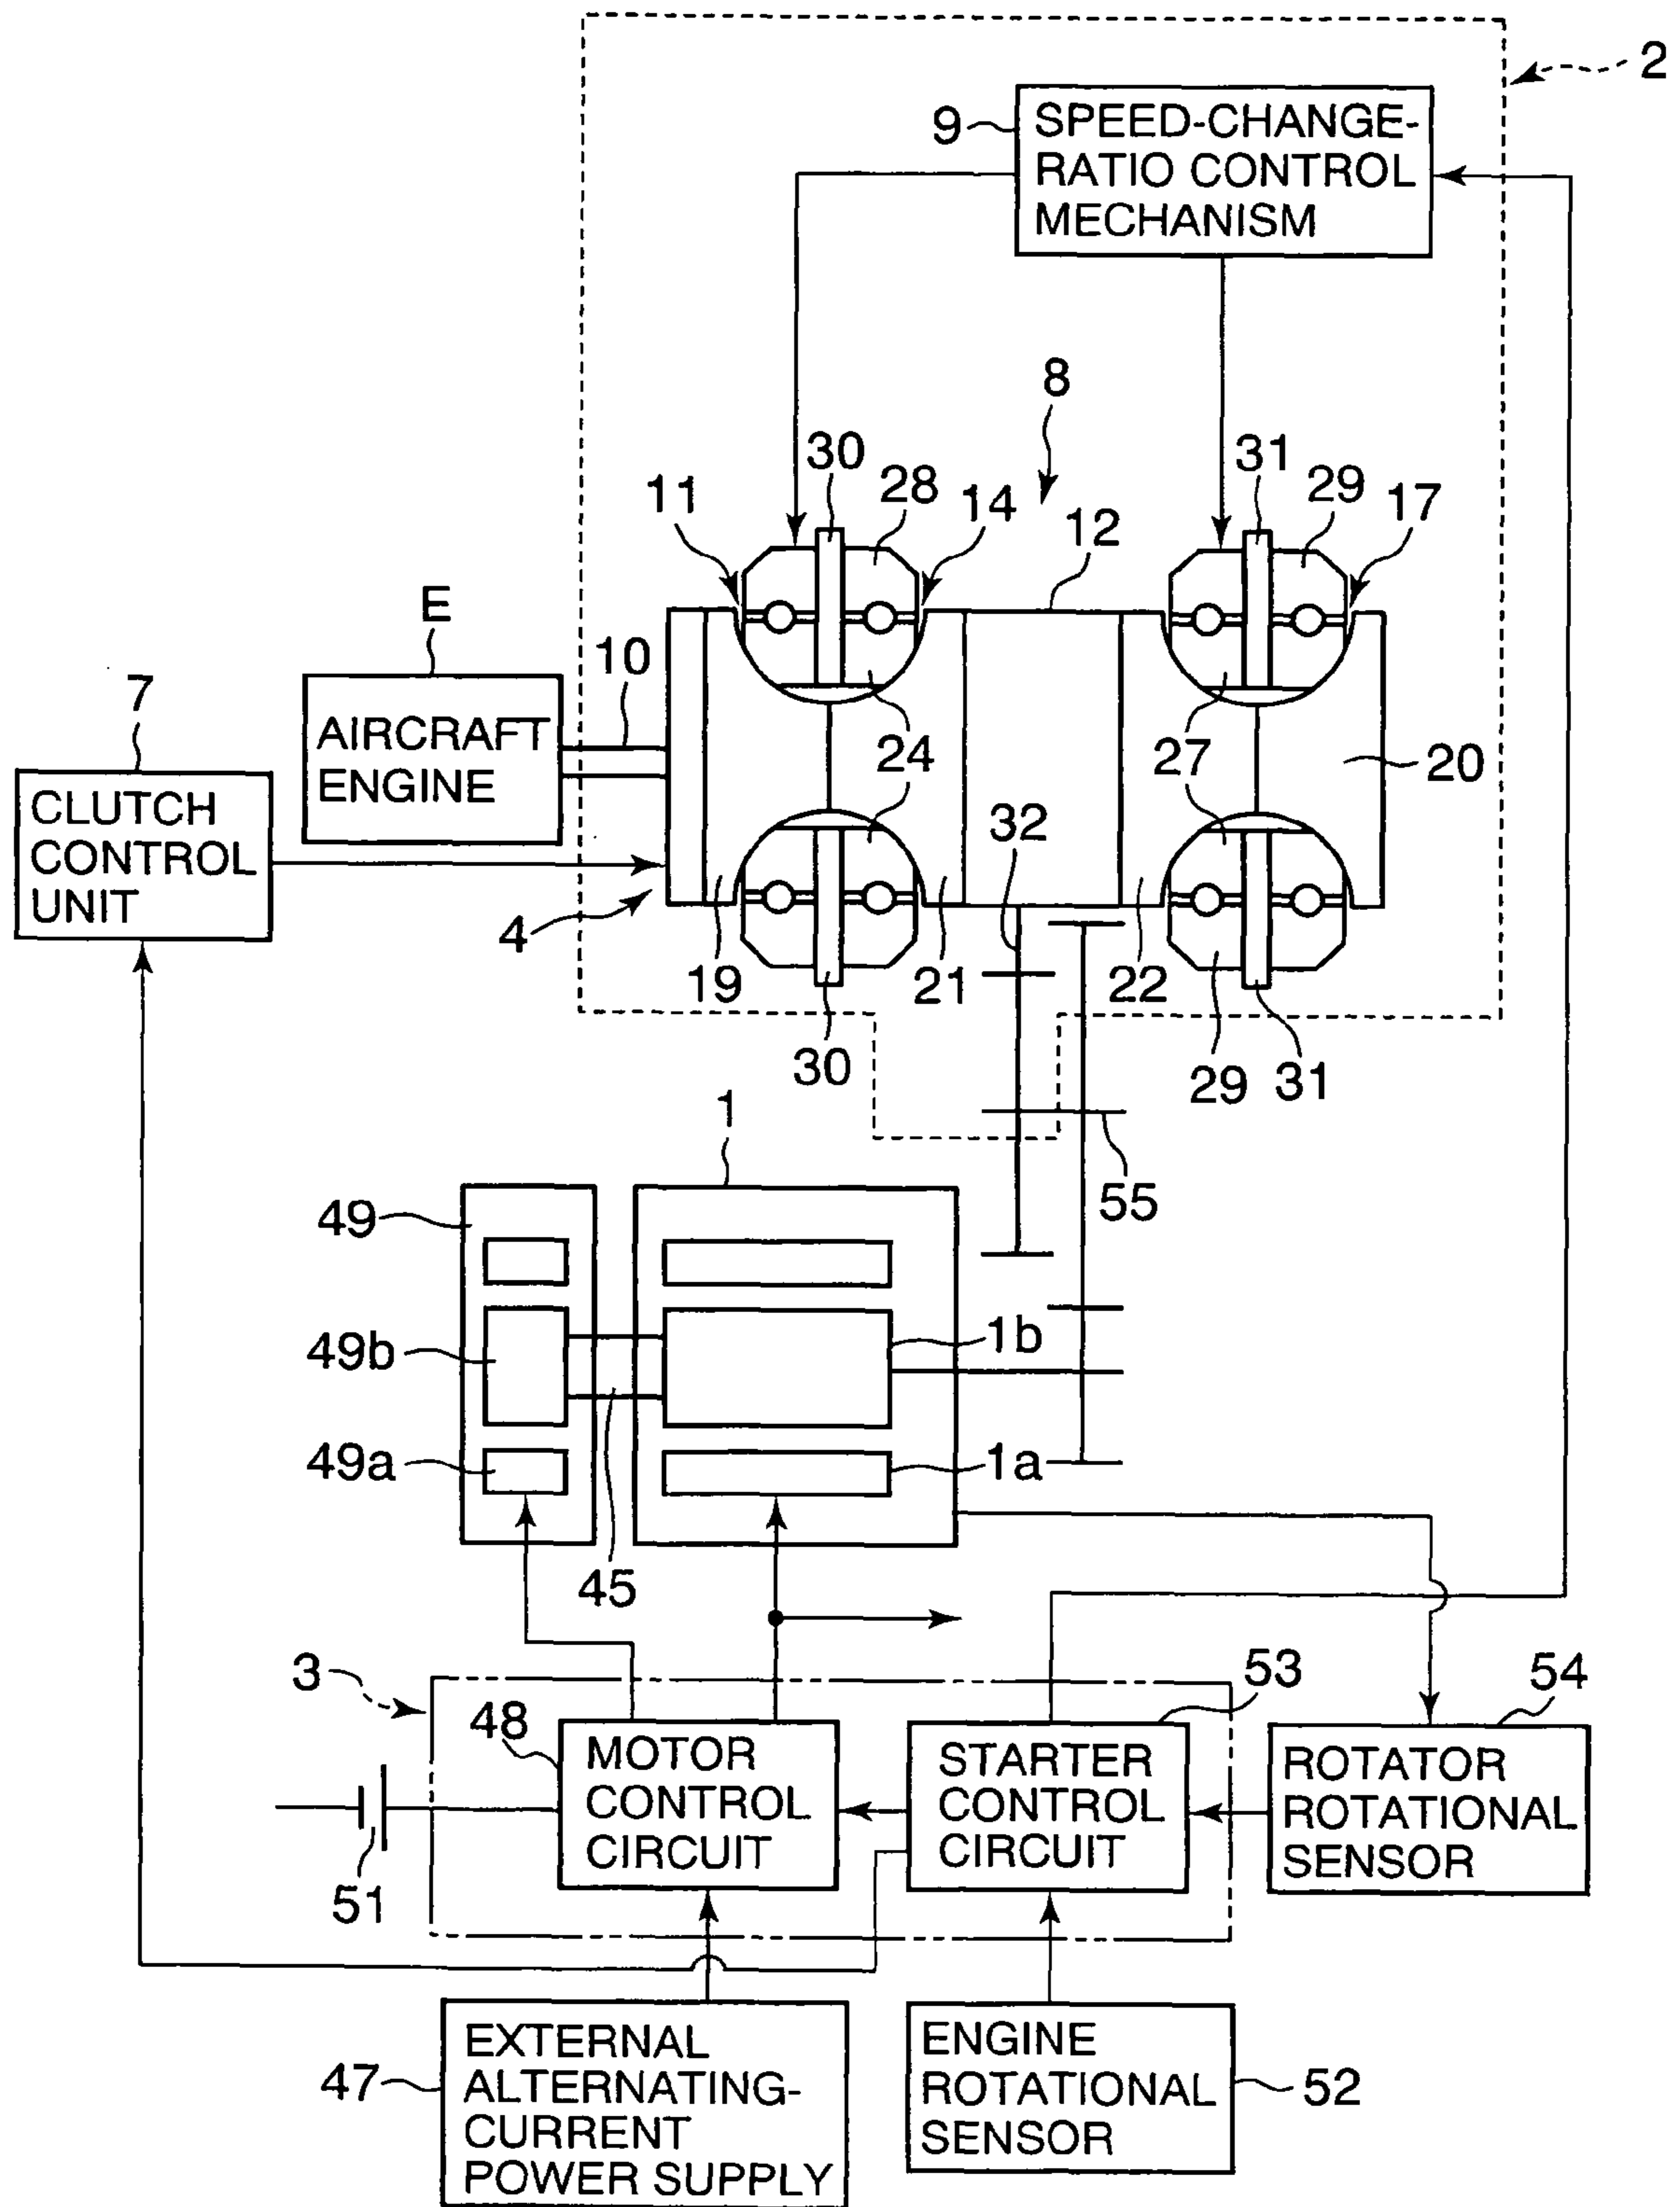 2
9
SPEED-CHANGE-
RATIO CONTROL
MECHANISM
8
30
31
11
28
14
12
29
17
E
10
7
AIRCRAFT
ENGINE
24
27
20
CLUTCH
CONTROL
UNIT
32
4
19
21
22
30
29
31
1
55
49
49b
1b
49a
1a
45
3
53
54
48
MOTOR
CONTROL
CIRCUIT
STARTER
CONTROL
CIRCUIT
ROTATOR
ROTATIONAL
SENSOR
51
47
EXTERNAL
ALTERNATING-
CURRENT
POWER SUPPLY
ENGINE
ROTATIONAL
SENSOR
52